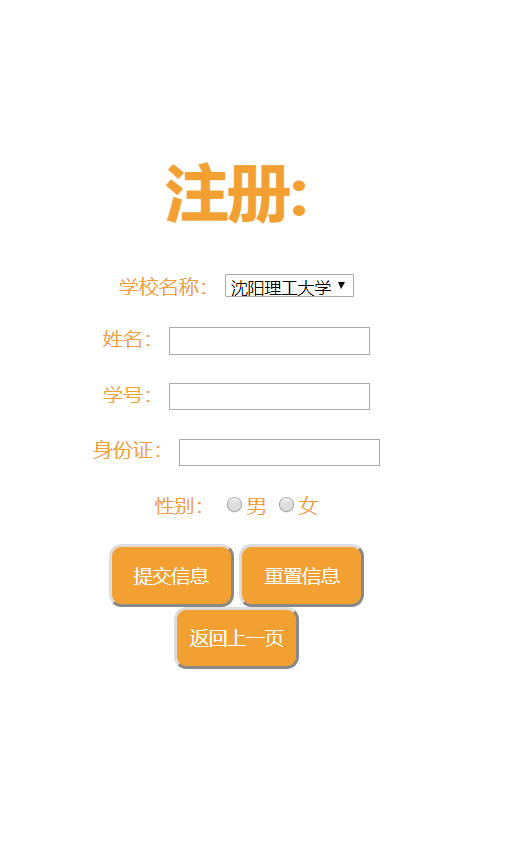 注册:
学校名称： 沈阳理工大学
姓名：
学号：
身份证：
性别： 男 女
提交信息 重置信息
返回上一页